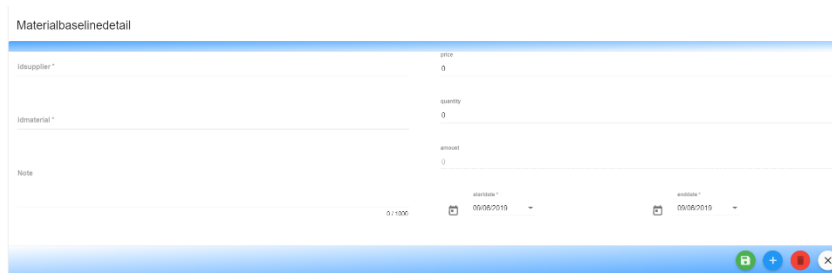 Materialbaselinedetail
Idsupplier *
Idmaterial *
Note
0 / 1000
price
0
quantity
0
amount
0
startdate *
09/06/2019
enddate *
09/06/2019